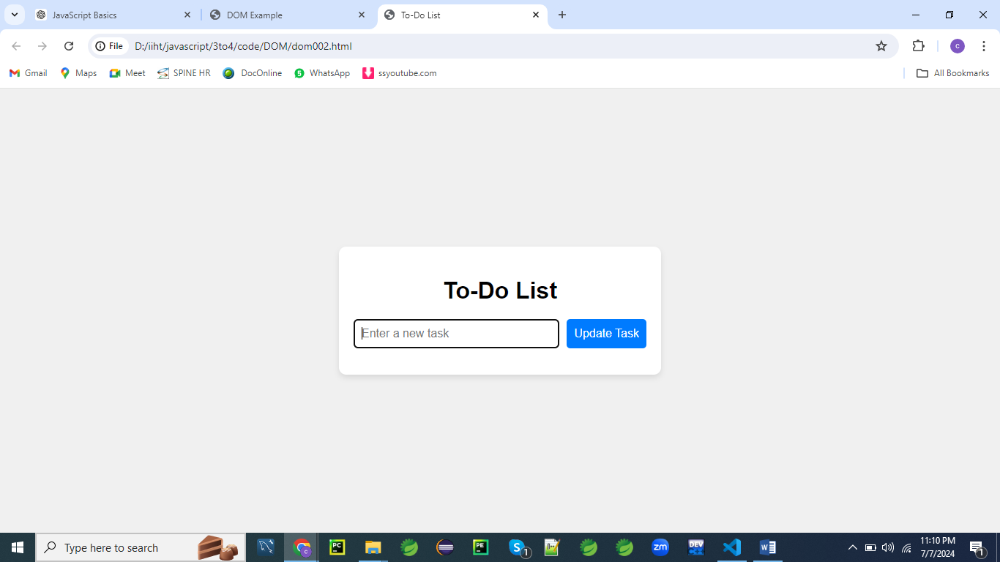 JavaScript Basics
DOM Example
To-Do List
File
D:/iiht/javascript/3to4/code/DOM/dom002.html
c
Gmail
Maps
Meet
SPINE HR
DocOnline
5
WhatsApp
ssyoutube.com
All Bookmarks
To-Do List
Enter a new task
Update Task
Type here to search
c
PC
PE
S
1
zm
DEV
W
11:10 PM
7/7/2024
1